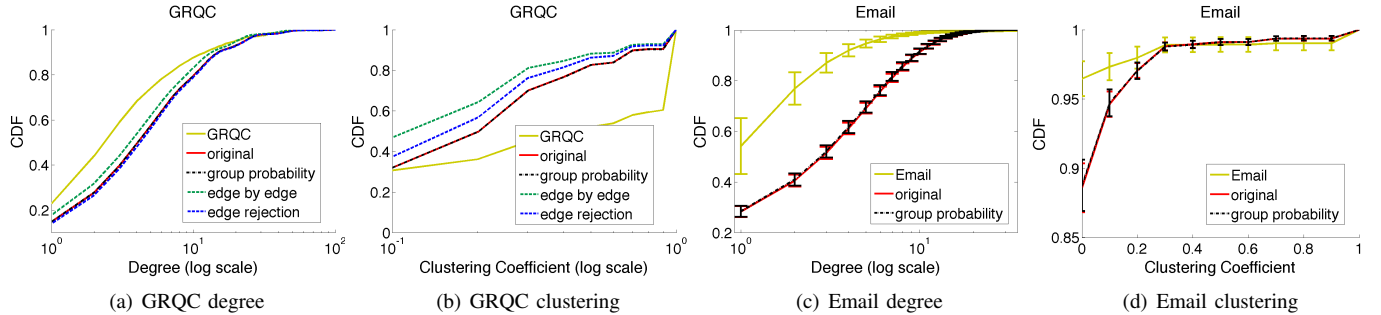 GRQC
1
0.8
0.6
0.4
0.2
CDF
10^0
10^1
10^2
Degree (log scale)
GRQC
original
group probability
edge by edge
edge rejection
(a) GRQC degree
GRQC
1
0.8
0.6
0.4
0.2
0
CDF
10^-1
10^0
Clustering Coefficient (log scale)
GRQC
original
group probability
edge by edge
edge rejection
(b) GRQC clustering
Email
1
0.8
0.6
0.4
0.2
CDF
10^0
10^1
Degree (log scale)
Email
original
group probability
(c) Email degree
Email
1
0.95
0.9
0.85
CDF
0
0.2
0.4
0.6
0.8
1
Clustering Coefficient
Email
original
group probability
(d) Email clustering